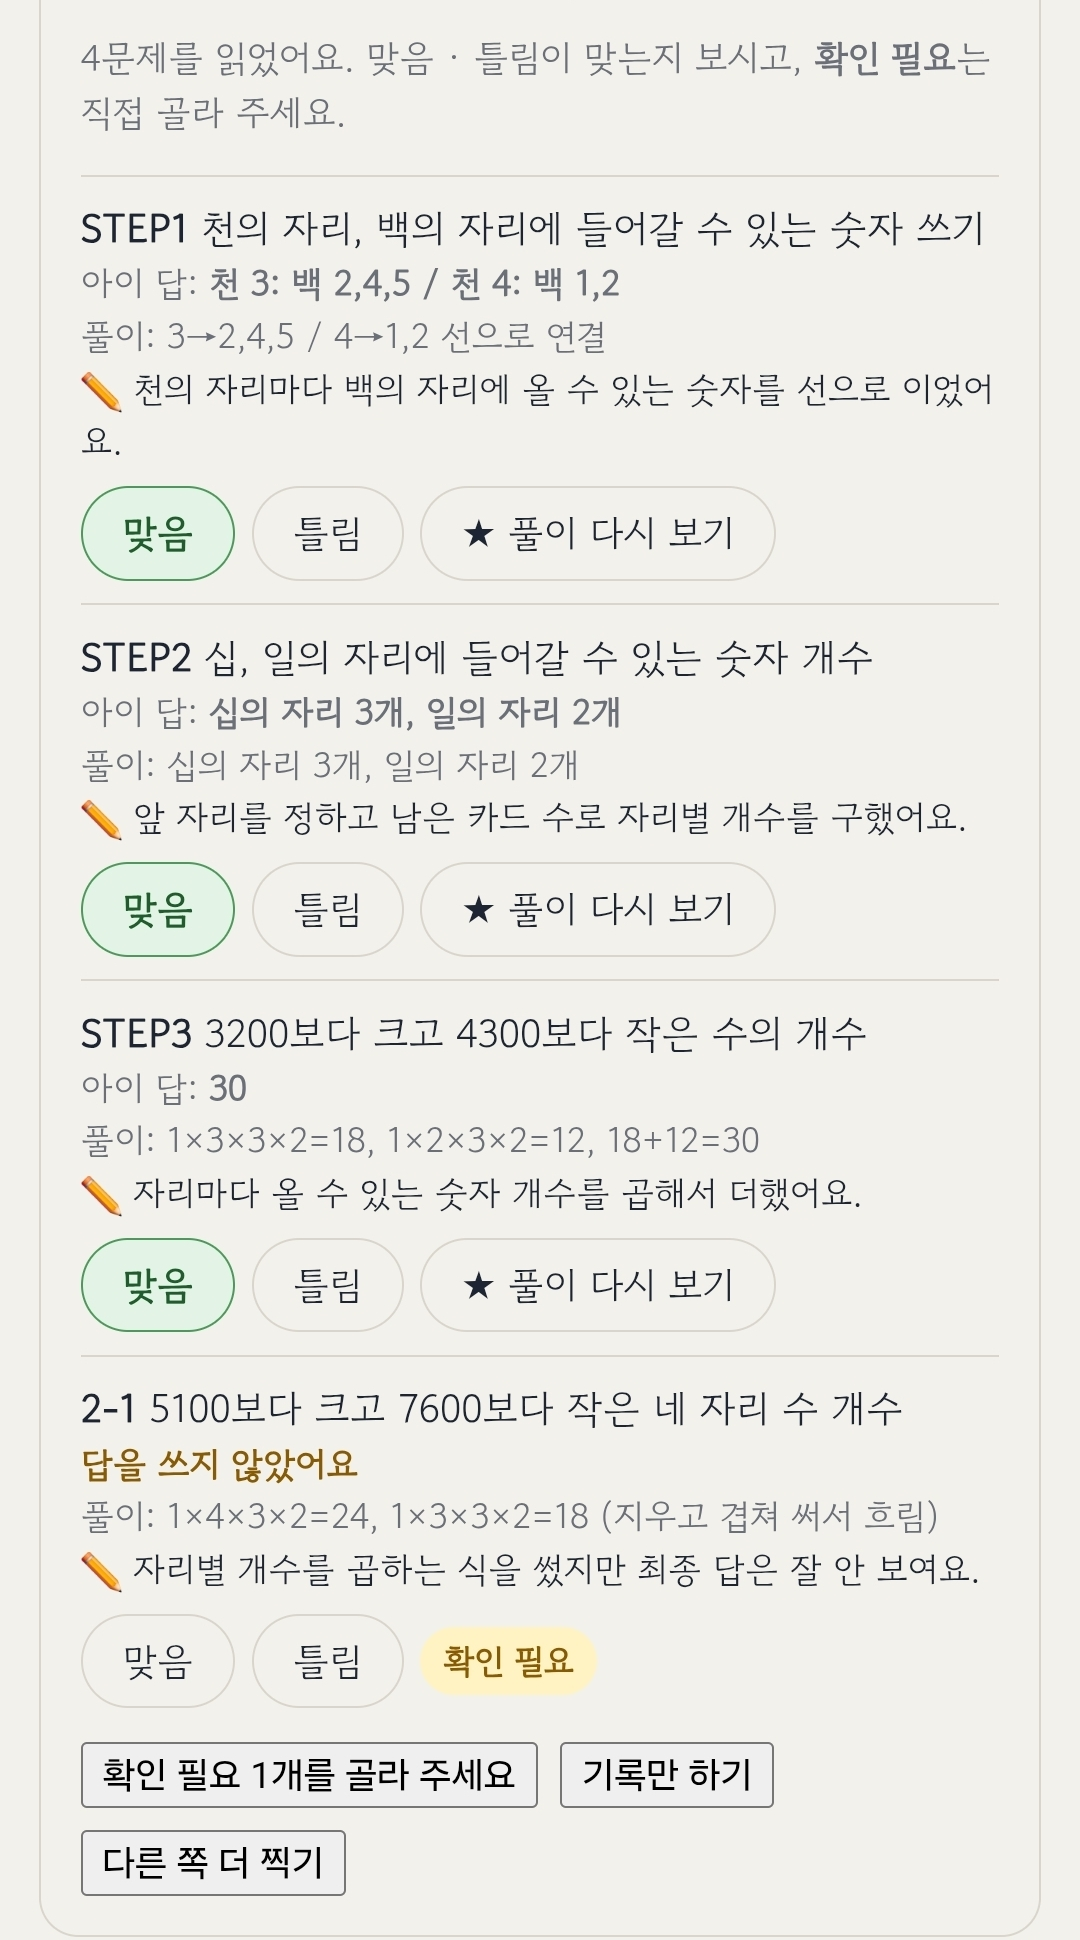 4문제를 읽었어요. 맞음 · 틀림이 맞는지 보시고, 확인 필요는
직접 골라 주세요.
STEP1 천의 자리, 백의 자리에 들어갈 수 있는 숫자 쓰기
아이 답: 천 3: 백 2,4,5 / 천 4: 백 1,2
풀이: 3→2,4,5 / 4→1,2 선으로 연결
✏️ 천의 자리마다 백의 자리에 올 수 있는 숫자를 선으로 이었어
요.
맞음 틀림 ★ 풀이 다시 보기
STEP2 십, 일의 자리에 들어갈 수 있는 숫자 개수
아이 답: 십의 자리 3개, 일의 자리 2개
풀이: 십의 자리 3개, 일의 자리 2개
✏️ 앞 자리를 정하고 남은 카드 수로 자리별 개수를 구했어요.
맞음 틀림 ★ 풀이 다시 보기
STEP3 3200보다 크고 4300보다 작은 수의 개수
아이 답: 30
풀이: 1×3×3×2=18, 1×2×3×2=12, 18+12=30
✏️ 자리마다 올 수 있는 숫자 개수를 곱해서 더했어요.
맞음 틀림 ★ 풀이 다시 보기
2-1 5100보다 크고 7600보다 작은 네 자리 수 개수
답을 쓰지 않았어요
풀이: 1×4×3×2=24, 1×3×3×2=18 (지우고 겹쳐 써서 흐림)
✏️ 자리별 개수를 곱하는 식을 썼지만 최종 답은 잘 안 보여요.
맞음 틀림 확인 필요
확인 필요 1개를 골라 주세요 기록만 하기
다른 쪽 더 찍기